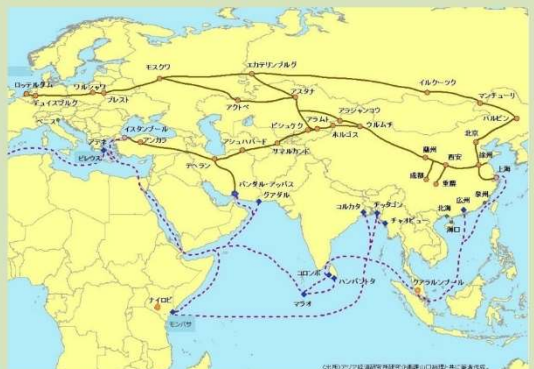 モスクワ
エカテリンブルグ
ロッテルダム
ワルシャワ
デュイスブルグ
ブレスト
アスタナ
イルクーツク
マンチューリ
ハルビン
アクトベ
アラシャンコウ
ビシュケク
アラムト
ホルゴス
ウルムチ
イスタンブール
アンカラ
アテネ
ピレウス
アシュハバード
サマルカンド
テヘラン
北京
蘭州
西安
徐州
成都
重慶
上海
バンダル・アッバス
グアダル
コルカタ
チッタゴン
チャオピュー
北海
広州
泉州
海口
コロンボ
ハンバントタ
マラオ
クアラルンプール
ナイロビ
モンバサ